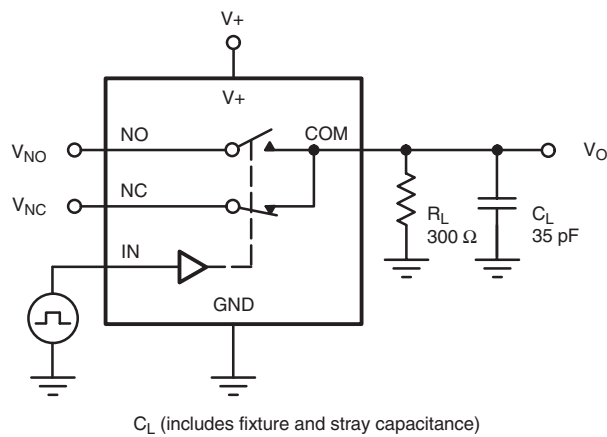 V+
V+
NO
COM
V_NO
V_O
NC
V_NC
R_L
300 Ω
C_L
35 pF
IN
GND
C_L (includes fixture and stray capacitance)